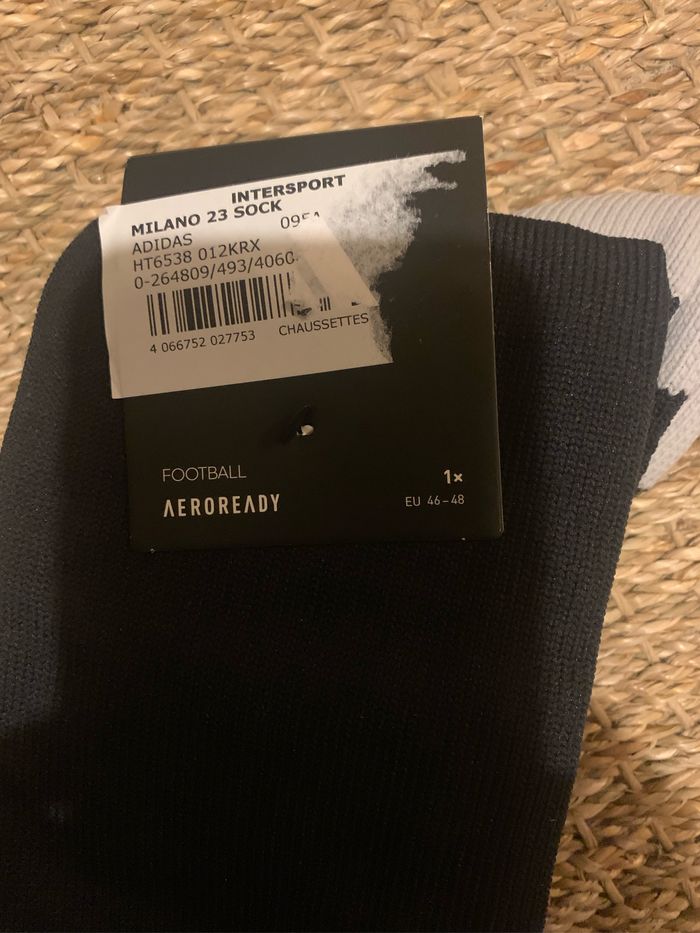 INTERSPORT
MILANO 23 SOCK
ADIDAS
HT6538 012KRX
0-264809/493/4060
4 066752 027753
CHAUSSETTES
FOOTBALL
1x
AEROREADY
EU 46-48